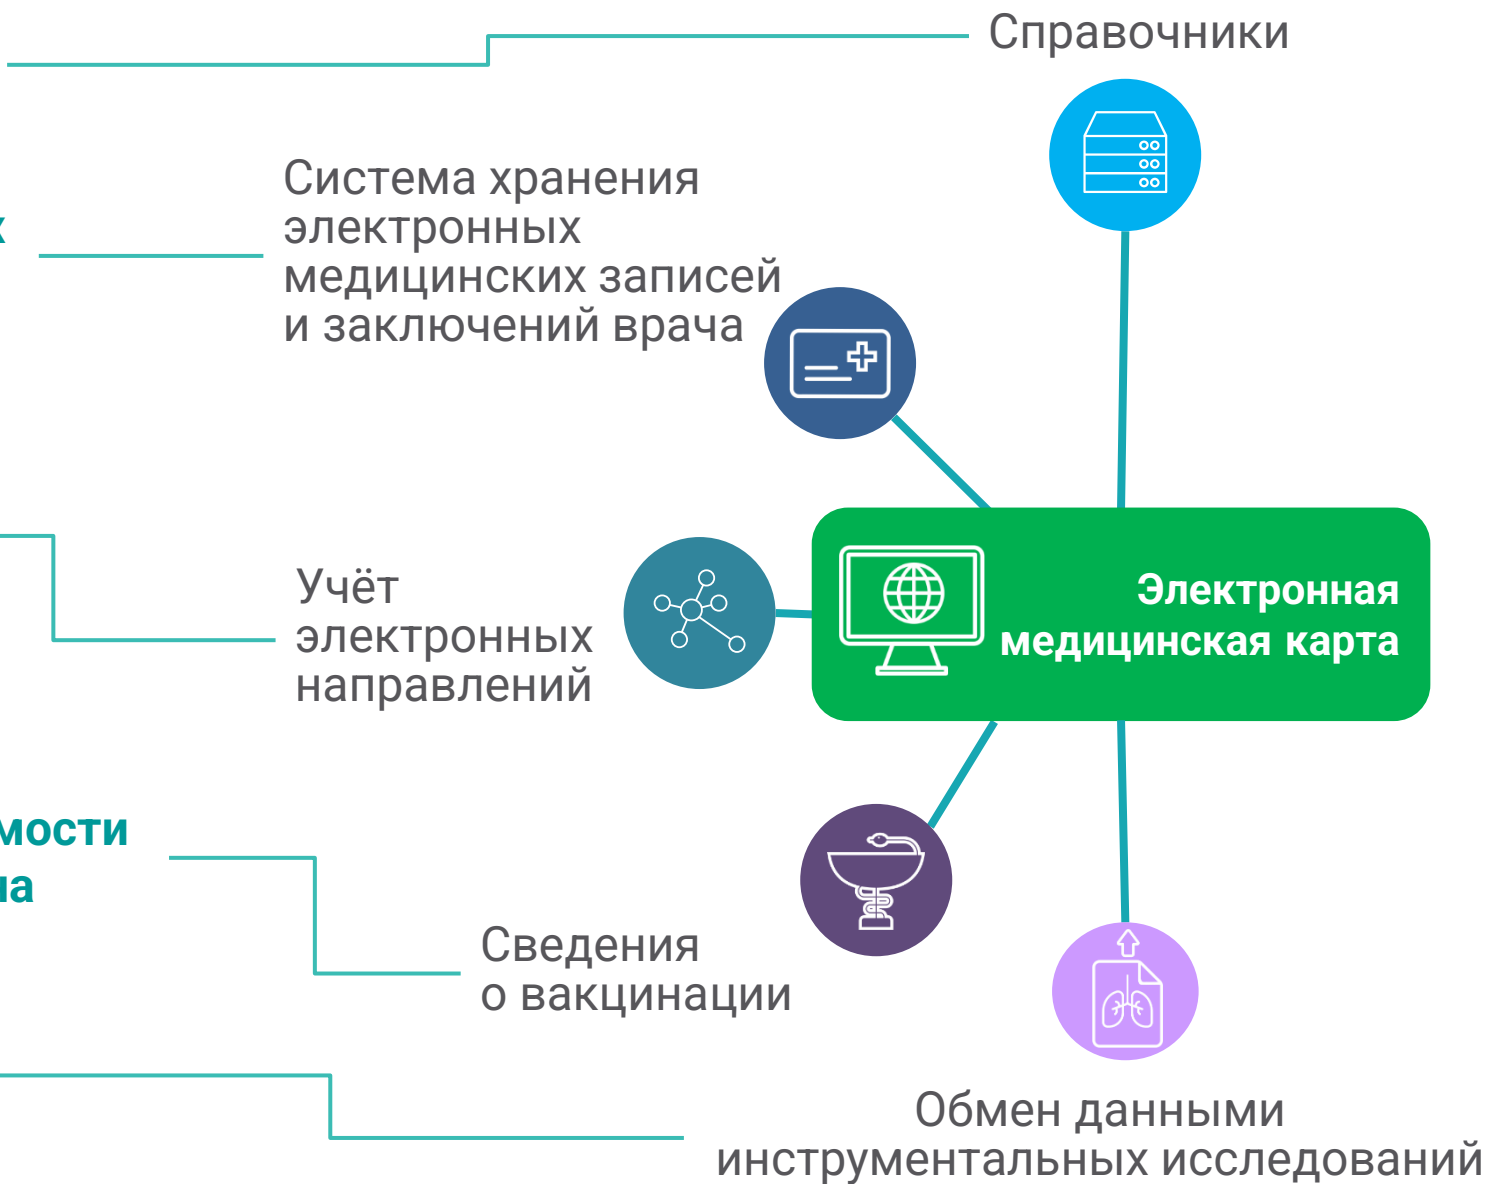 Справочники
Система хранения
электронных
медицинских записей
и заключений врача
Учёт
электронных
направлений
Электронная
медицинская карта
Сведения
о вакцинации
Обмен данными
инструментальных исследований